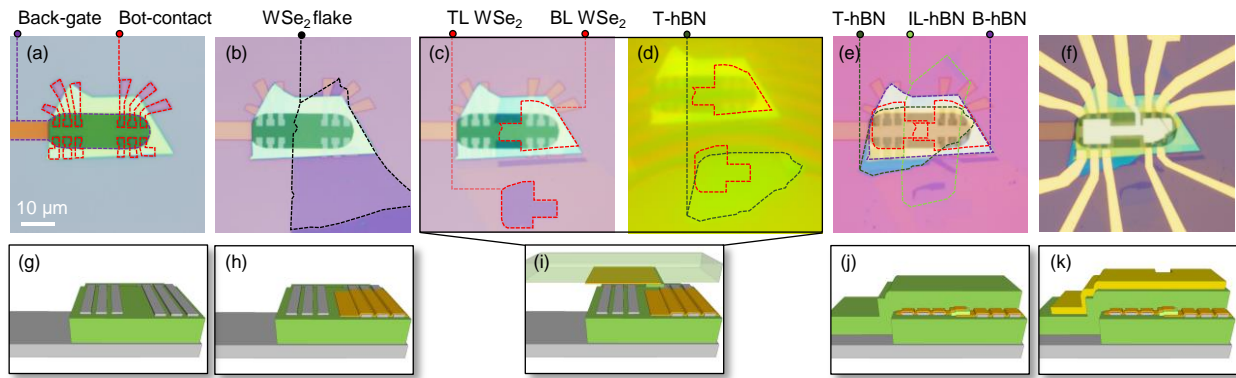 Back-gate Bot-contact WSe₂ flake TL WSe₂ BL WSe₂ T-hBN T-hBN IL-hBN B-hBN
(a) (b) (c) (d) (e) (f)
10 μm
(g) (h) (i) (j) (k)